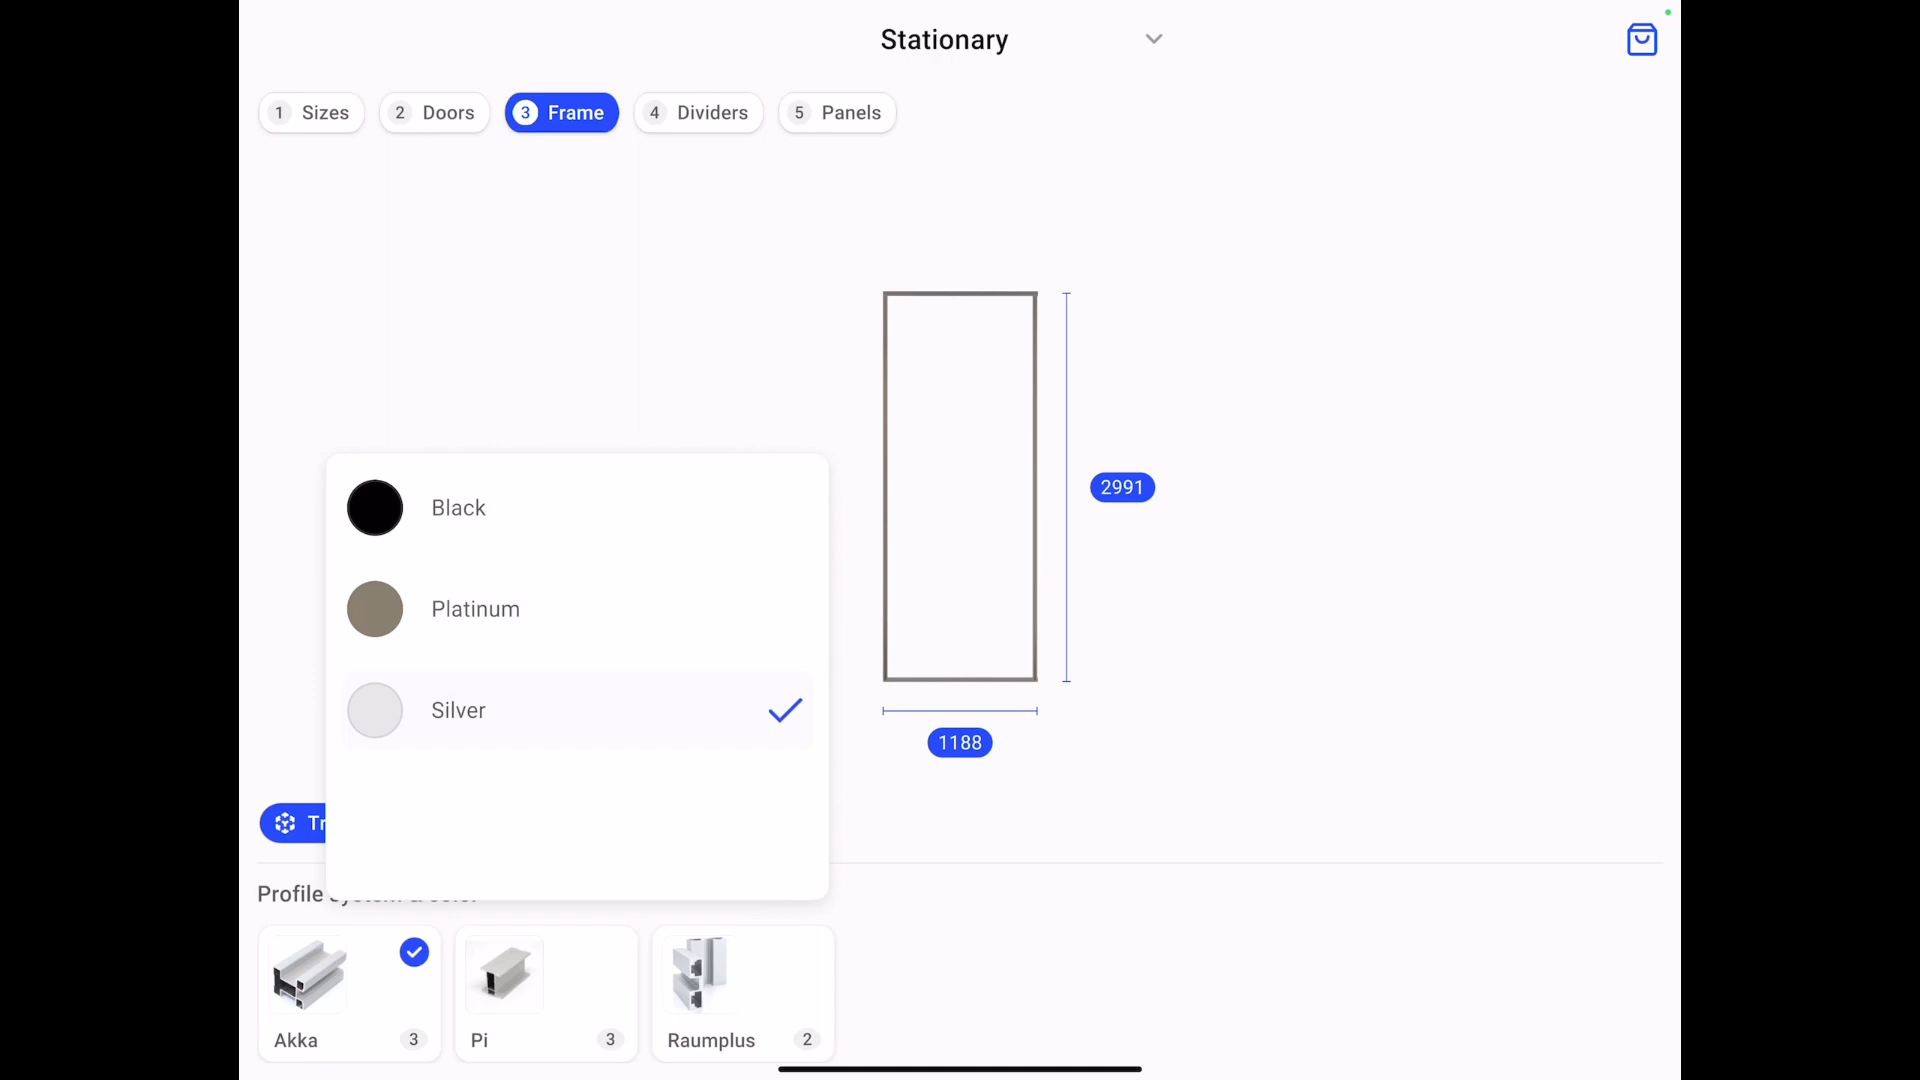 Stationary
1 Sizes
2 Doors
3 Frame
4 Dividers
5 Panels
2991
Black
Platinum
Silver
1188
Tr
Profile
Akka 3
Pi 3
Raumplus 2